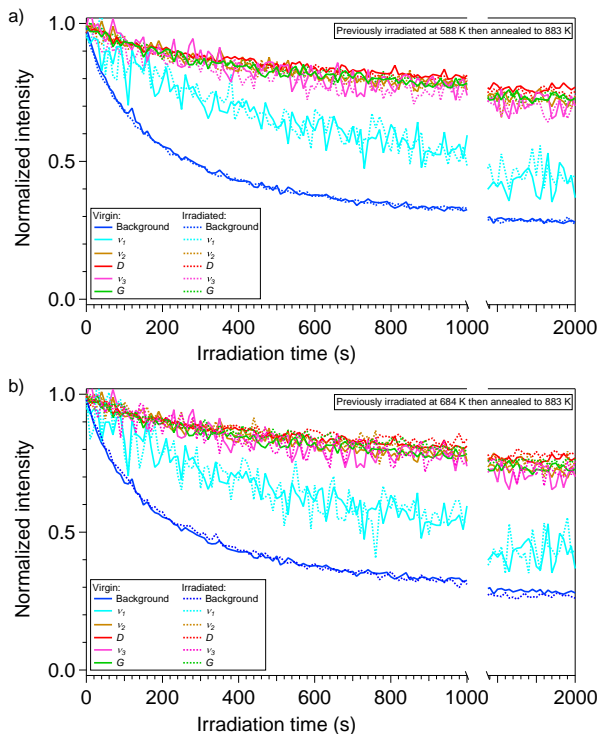 a)
Previously irradiated at 588 K then annealed to 883 K
1.0
0.5
0.0
Normalized intensity
Virgin: Irradiated:
Background Background
ν1 ν1
ν2 ν2
D D
ν3 ν3
G G
0 200 400 600 800 1000 2000
Irradiation time (s)
b)
Previously irradiated at 684 K then annealed to 883 K
1.0
0.5
0.0
Normalized intensity
Virgin: Irradiated:
Background Background
ν1 ν1
ν2 ν2
D D
ν3 ν3
G G
0 200 400 600 800 1000 2000
Irradiation time (s)